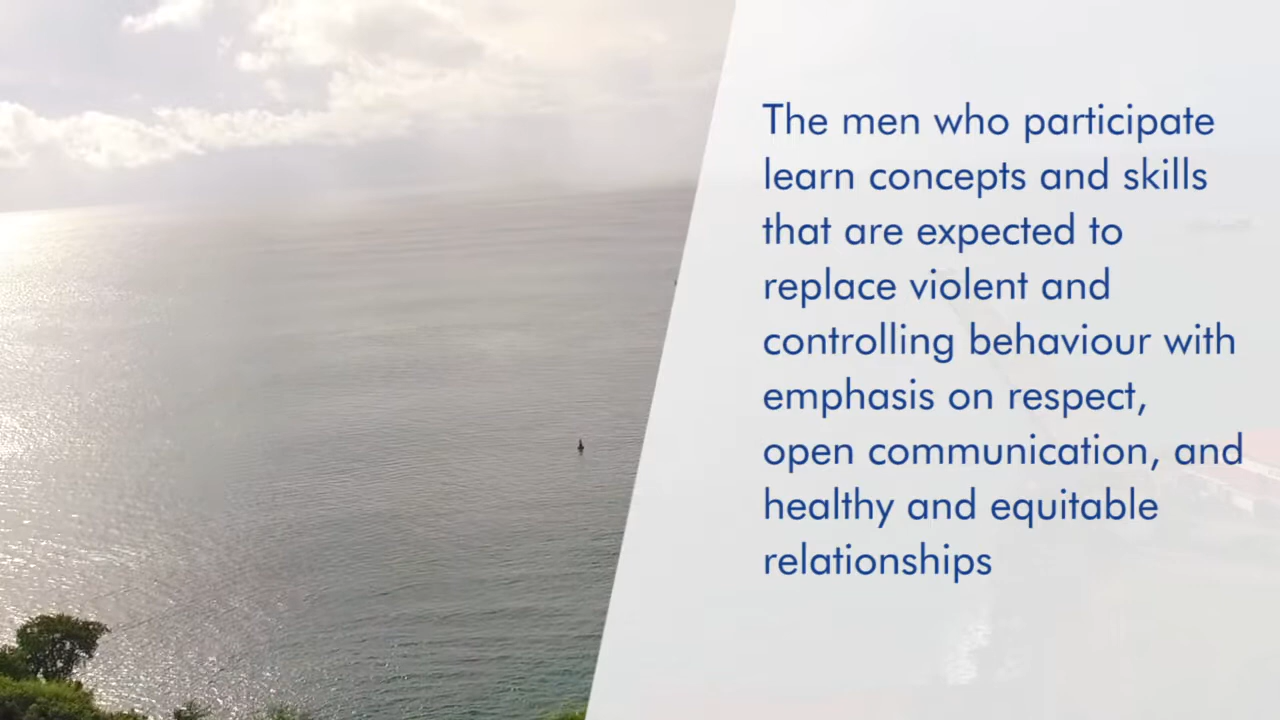 The men who participate
learn concepts and skills
that are expected to
replace violent and
controlling behaviour with
emphasis on respect,
open communication, and
healthy and equitable
relationships